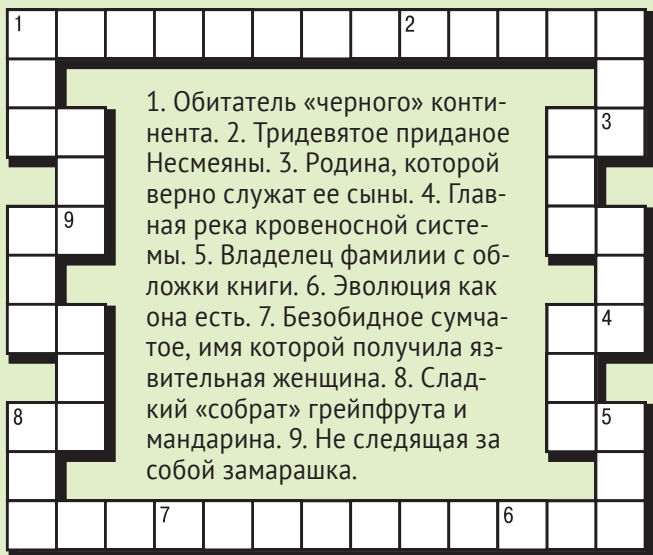 1
2
1. Обитатель «черного» конти-
нента. 2. Тридевятое приданое
3
Несмеяны. 3. Родина, которой
верно служат ее сыны. 4. Глав-
9
ная река кровеносной систе-
мы. 5. Владелец фамилии с об-
ложки книги. 6. Эволюция как
4
она есть. 7. Безобидное сумча-
тое, имя которой получила яз-
вительная женщина. 8. Слад-
8
5
кий «собрат» грейпфрута и
мандарина. 9. Не следящая за
собой замарашка.
7
6